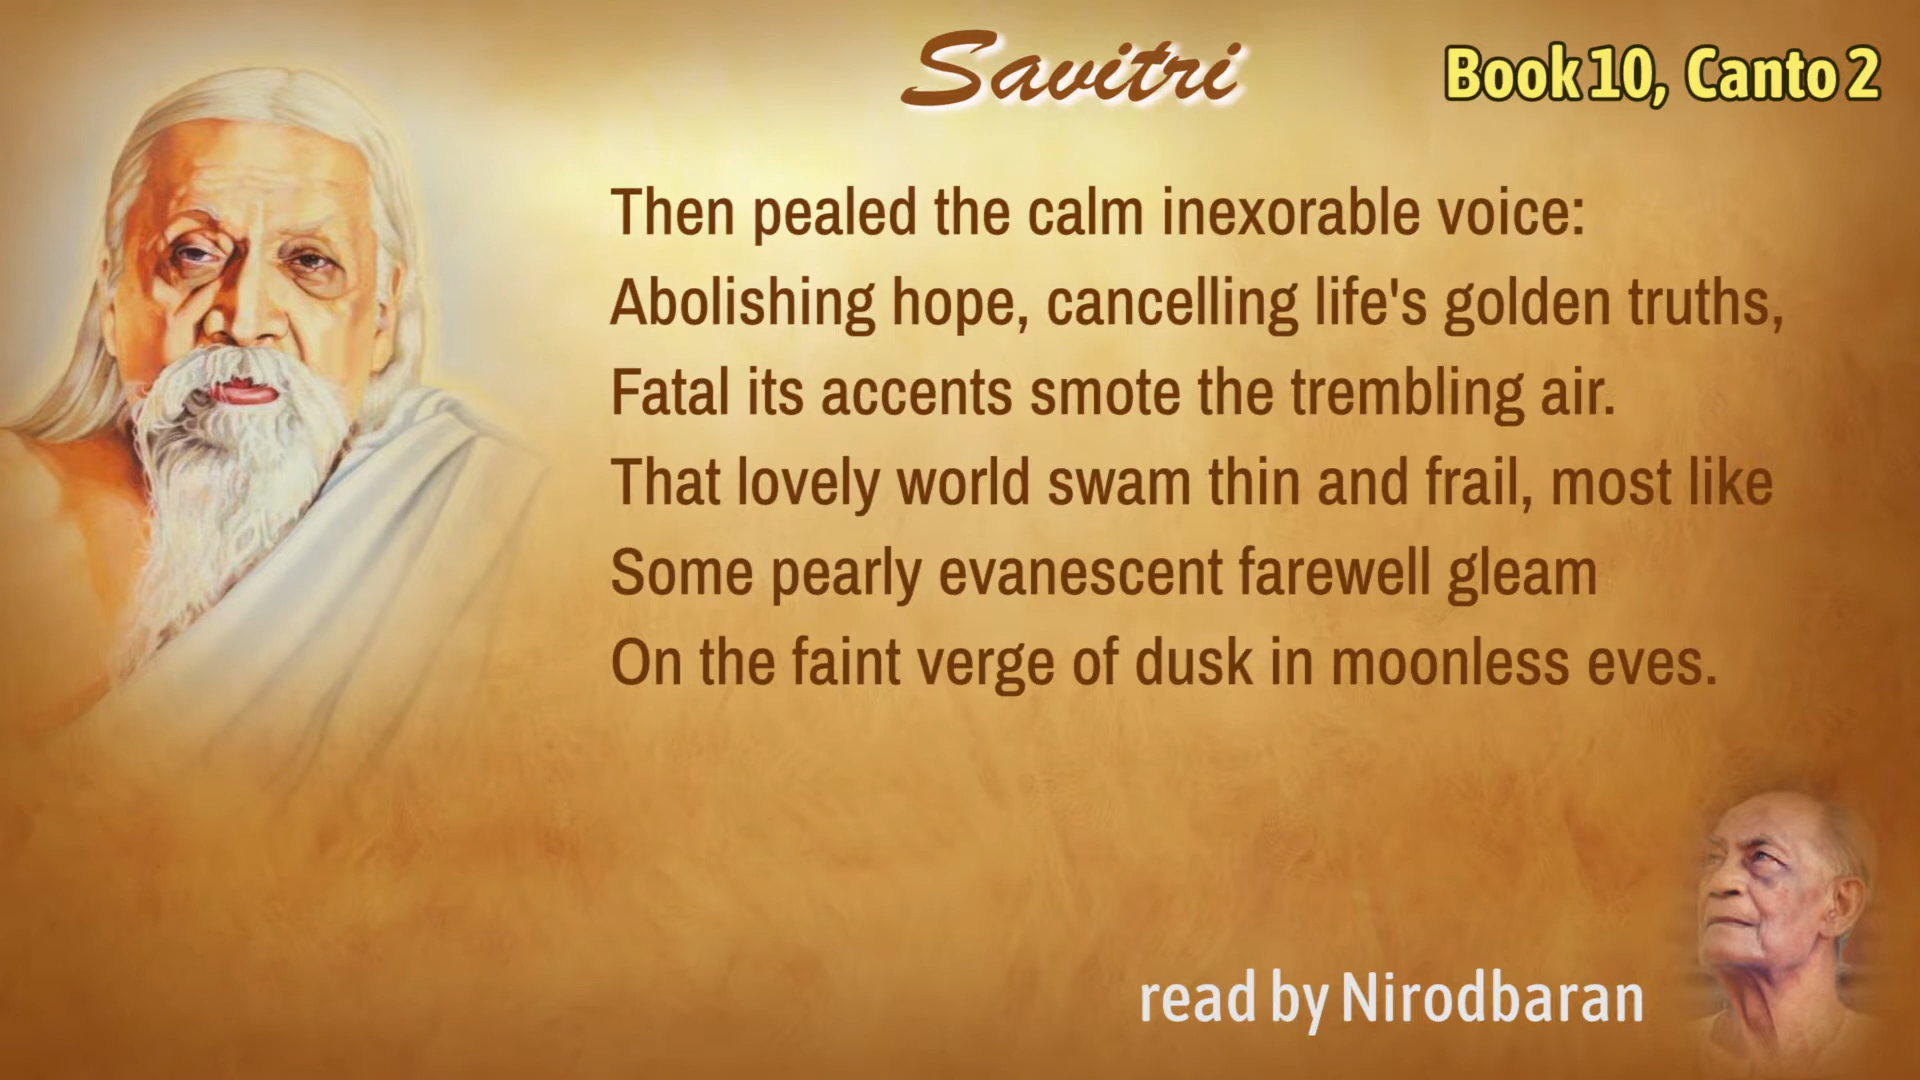 Savitri
Book 10, Canto 2
Then pealed the calm inexorable voice:
Abolishing hope, cancelling life's golden truths,
Fatal its accents smote the trembling air.
That lovely world swam thin and frail, most like
Some pearly evanescent farewell gleam
On the faint verge of dusk in moonless eves.
read by Nirodbaran